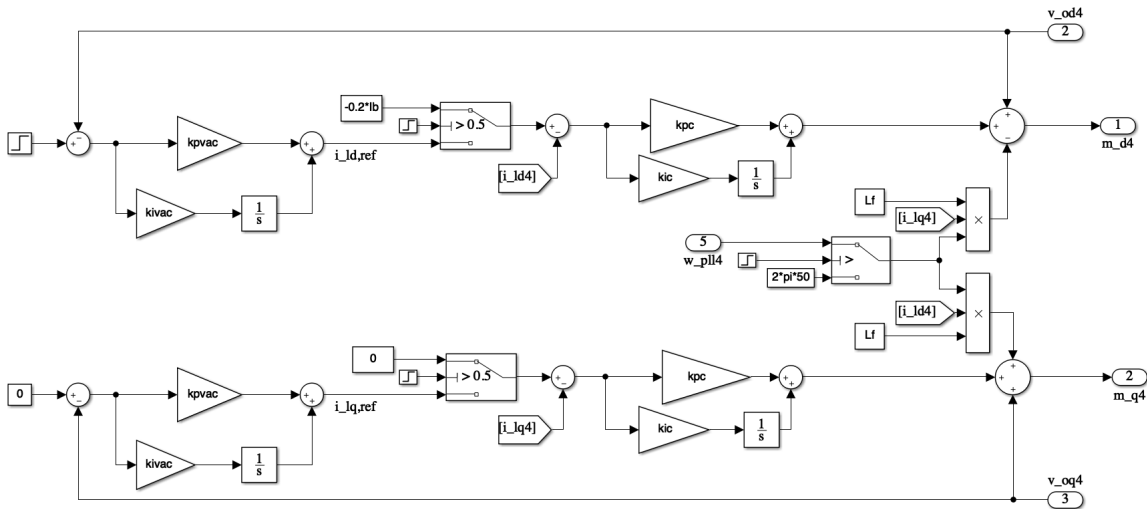 v_od4
2
-0.2*Ib
> 0.5
kpvac
i_ld,ref
kpc
1
m_d4
[i_ld4]
kic
1
s
kivac
1
s
Lf
[i_lq4]
×
5
w_pll4
>
2*pi*50
[i_ld4]
×
Lf
0
> 0.5
0
kpvac
i_lq,ref
kpc
2
m_q4
[i_lq4]
kic
1
s
kivac
1
s
v_oq4
3